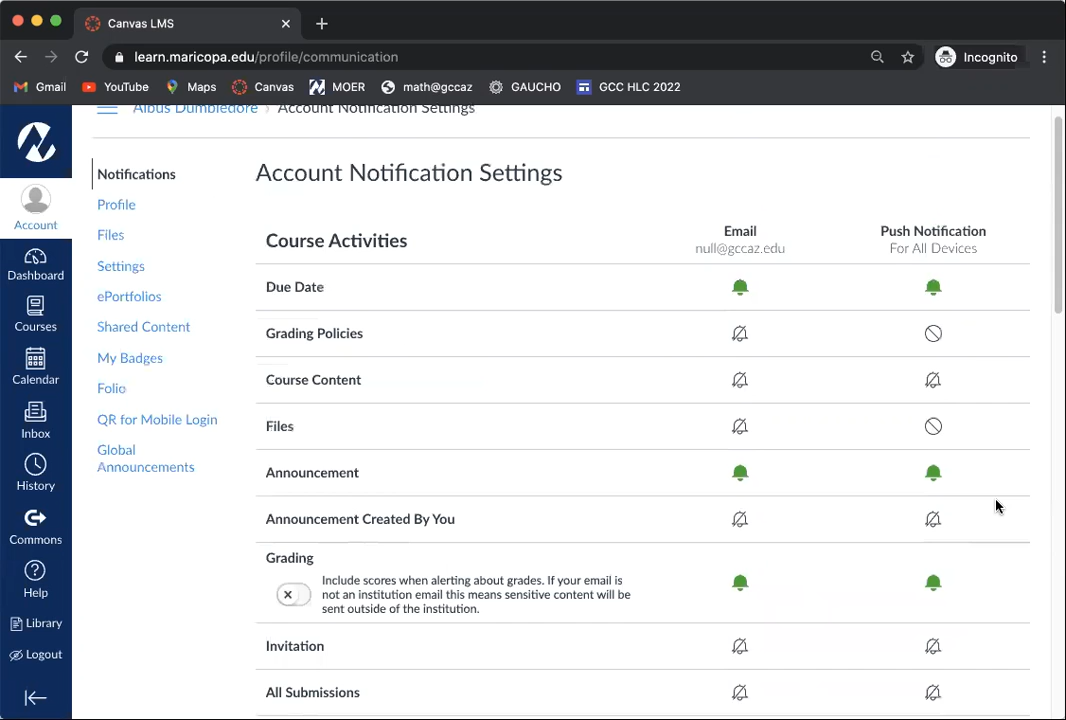 Canvas LMS
learn.maricopa.edu/profile/communication
Incognito
Gmail YouTube Maps Canvas MOER math@gccaz GAUCHO GCC HLC 2022
Albus Dumbledore › Account Notification Settings
Account
Dashboard
Courses
Calendar
Inbox
History
Commons
Help
Library
Logout
Notifications
Profile
Files
Settings
ePortfolios
Shared Content
My Badges
Folio
QR for Mobile Login
Global
Announcements
Account Notification Settings
Course Activities
Email
null@gccaz.edu
Push Notification
For All Devices
Due Date
Grading Policies
Course Content
Files
Announcement
Announcement Created By You
Grading
Include scores when alerting about grades. If your email is
not an institution email this means sensitive content will be
sent outside of the institution.
Invitation
All Submissions